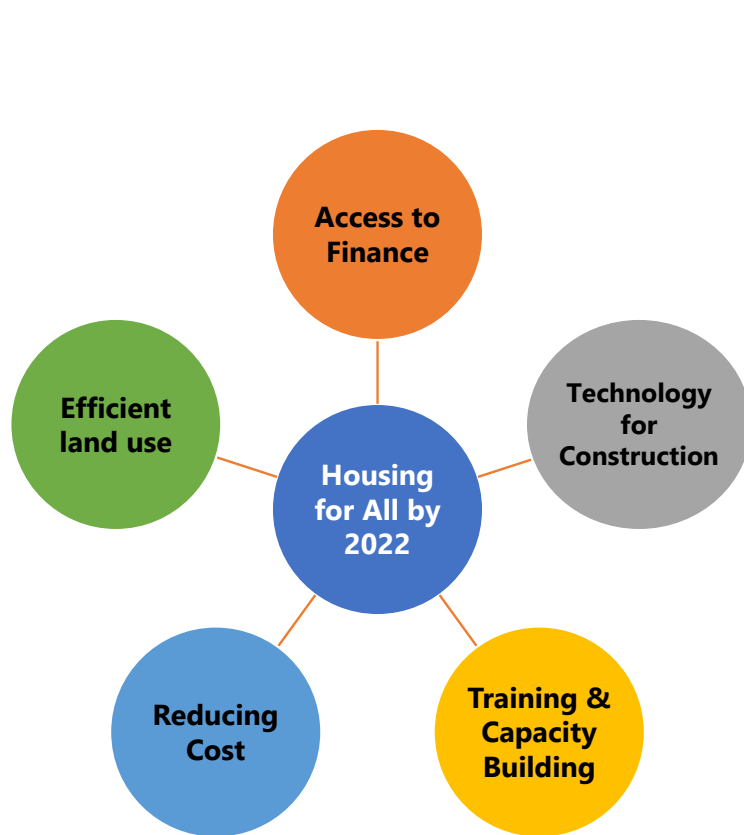 Access to
Finance
Efficient
land use
Technology
for
Construction
Housing
for All by
2022
Reducing
Cost
Training &
Capacity
Building